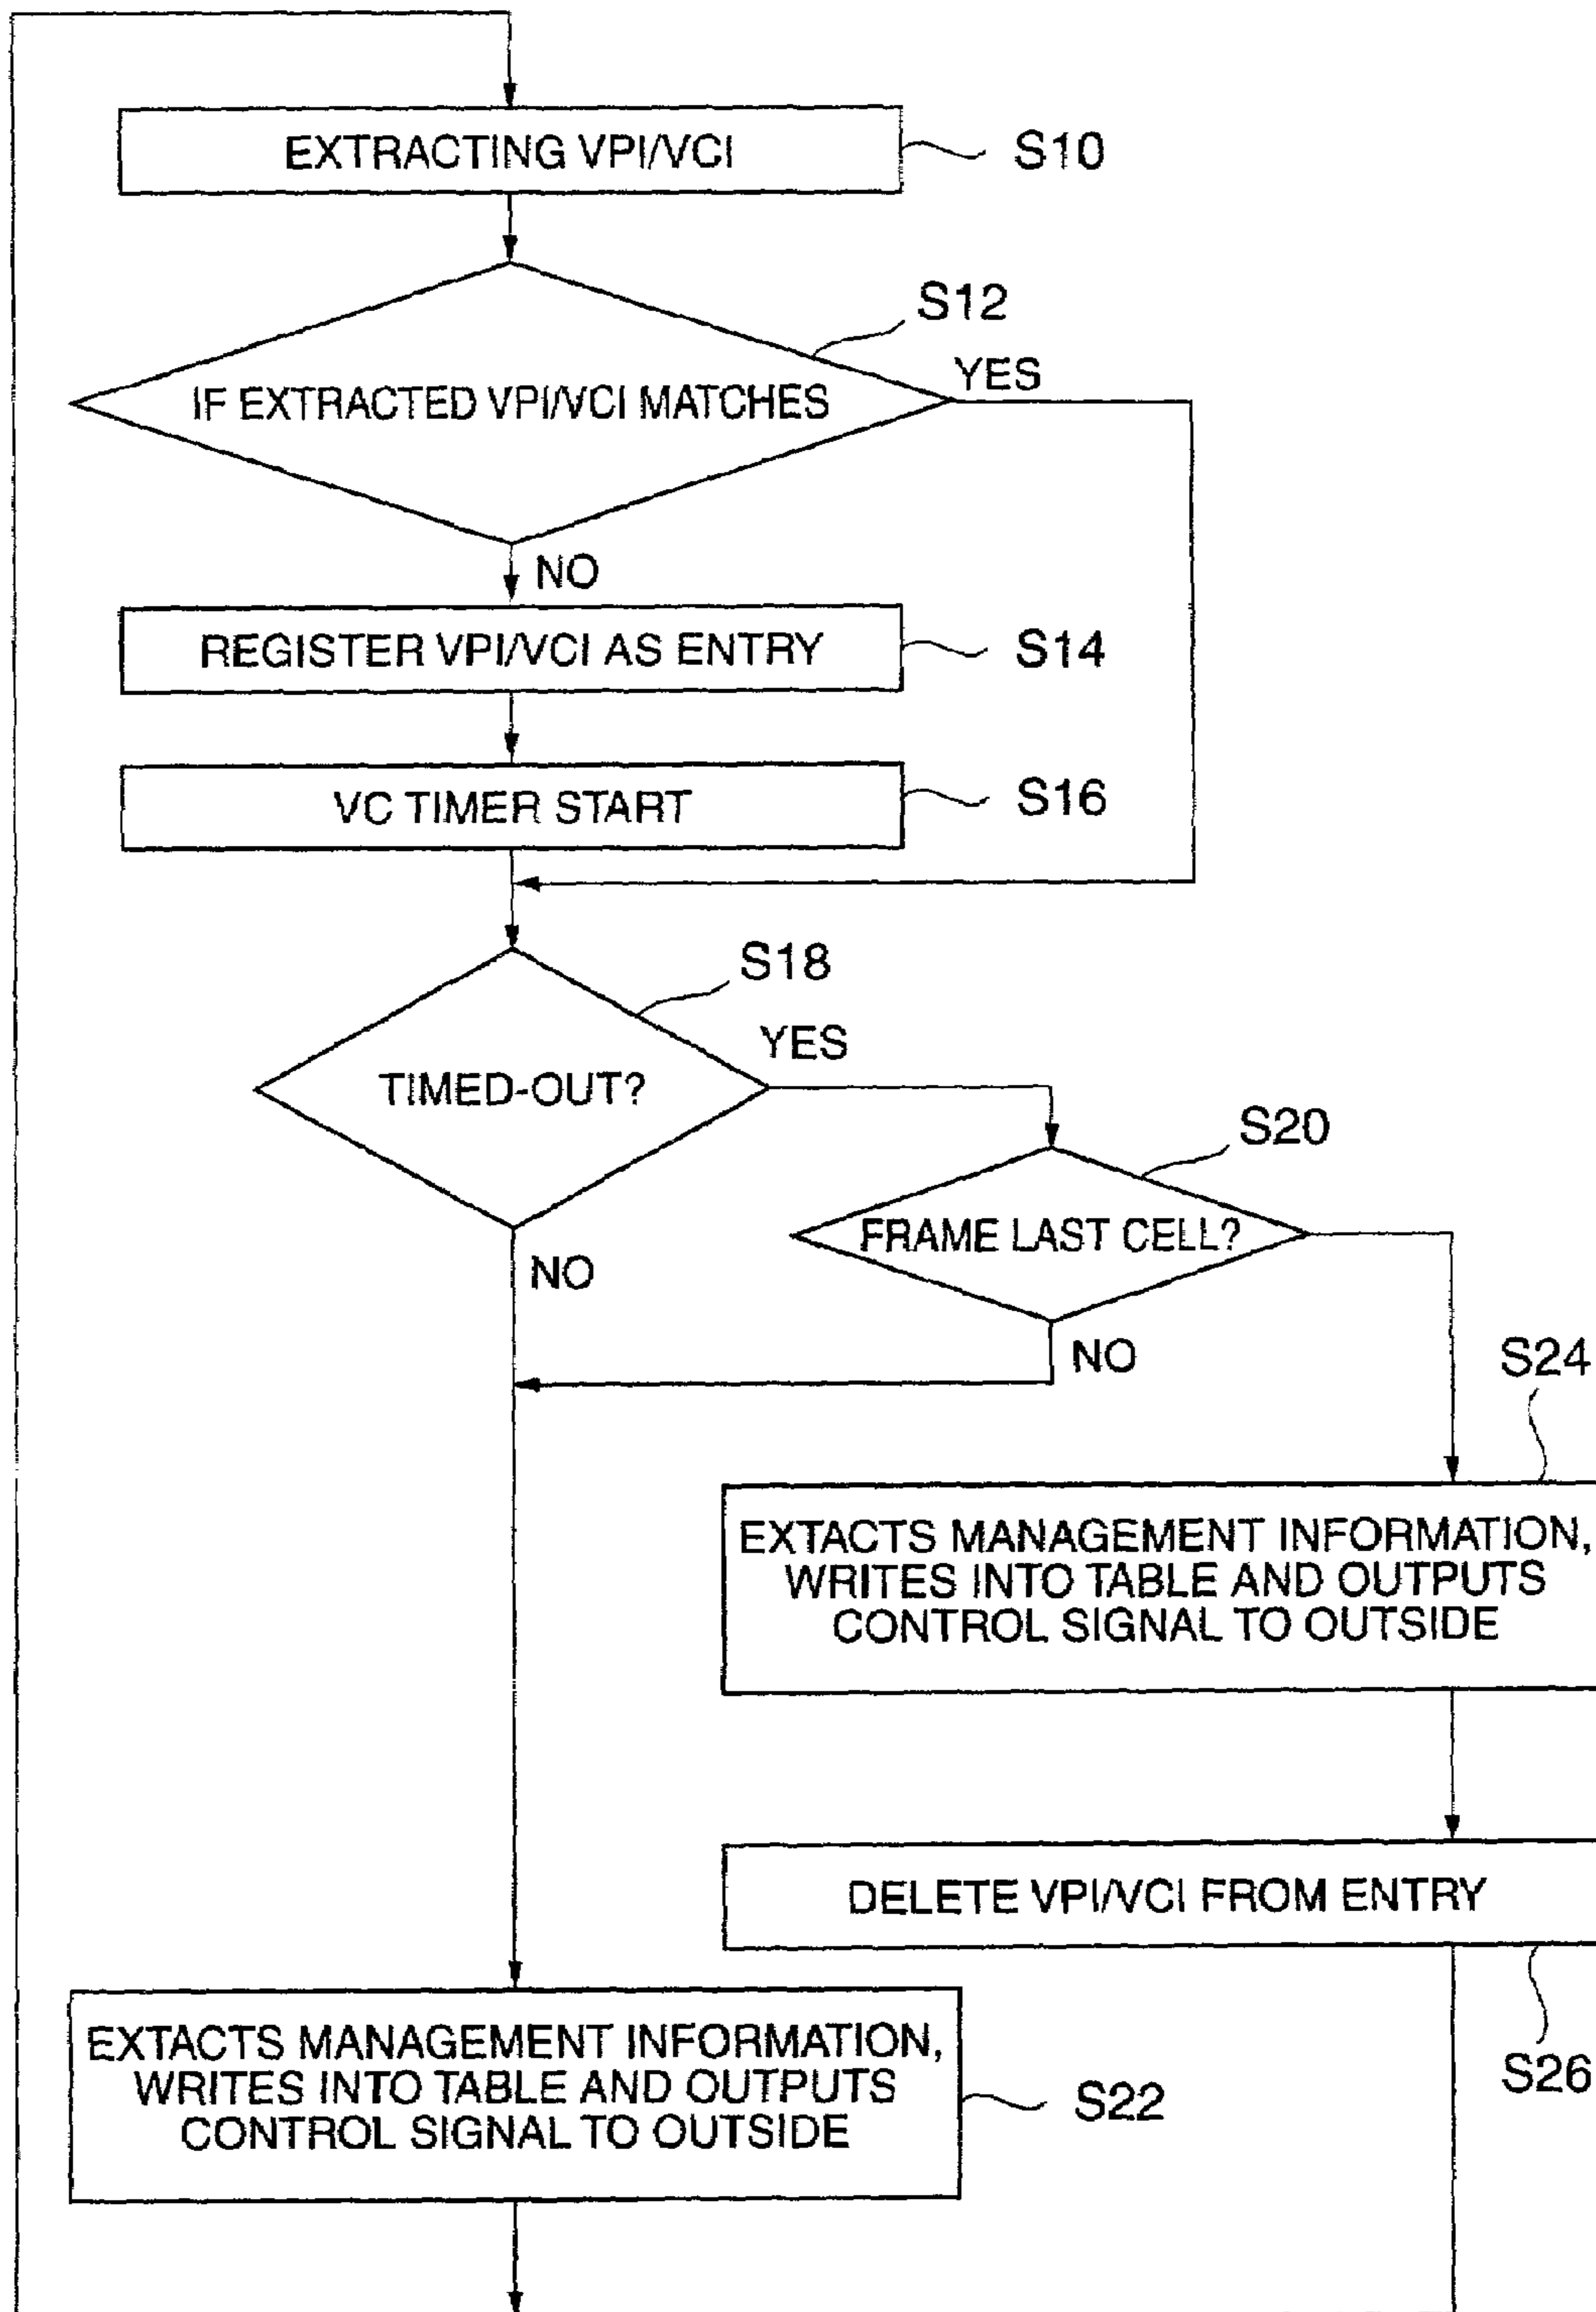 EXTRACTING VPI/VCI
S10
S12
YES
IF EXTRACTED VPI/VCI MATCHES
NO
REGISTER VPI/VCI AS ENTRY
S14
VC TIMER START
S16
S18
YES
TIMED-OUT?
S20
FRAME LAST CELL?
NO
NO
S24
EXTACTS MANAGEMENT INFORMATION,
WRITES INTO TABLE AND OUTPUTS
CONTROL SIGNAL TO OUTSIDE
DELETE VPI/VCI FROM ENTRY
S26
EXTACTS MANAGEMENT INFORMATION,
WRITES INTO TABLE AND OUTPUTS
CONTROL SIGNAL TO OUTSIDE
S22